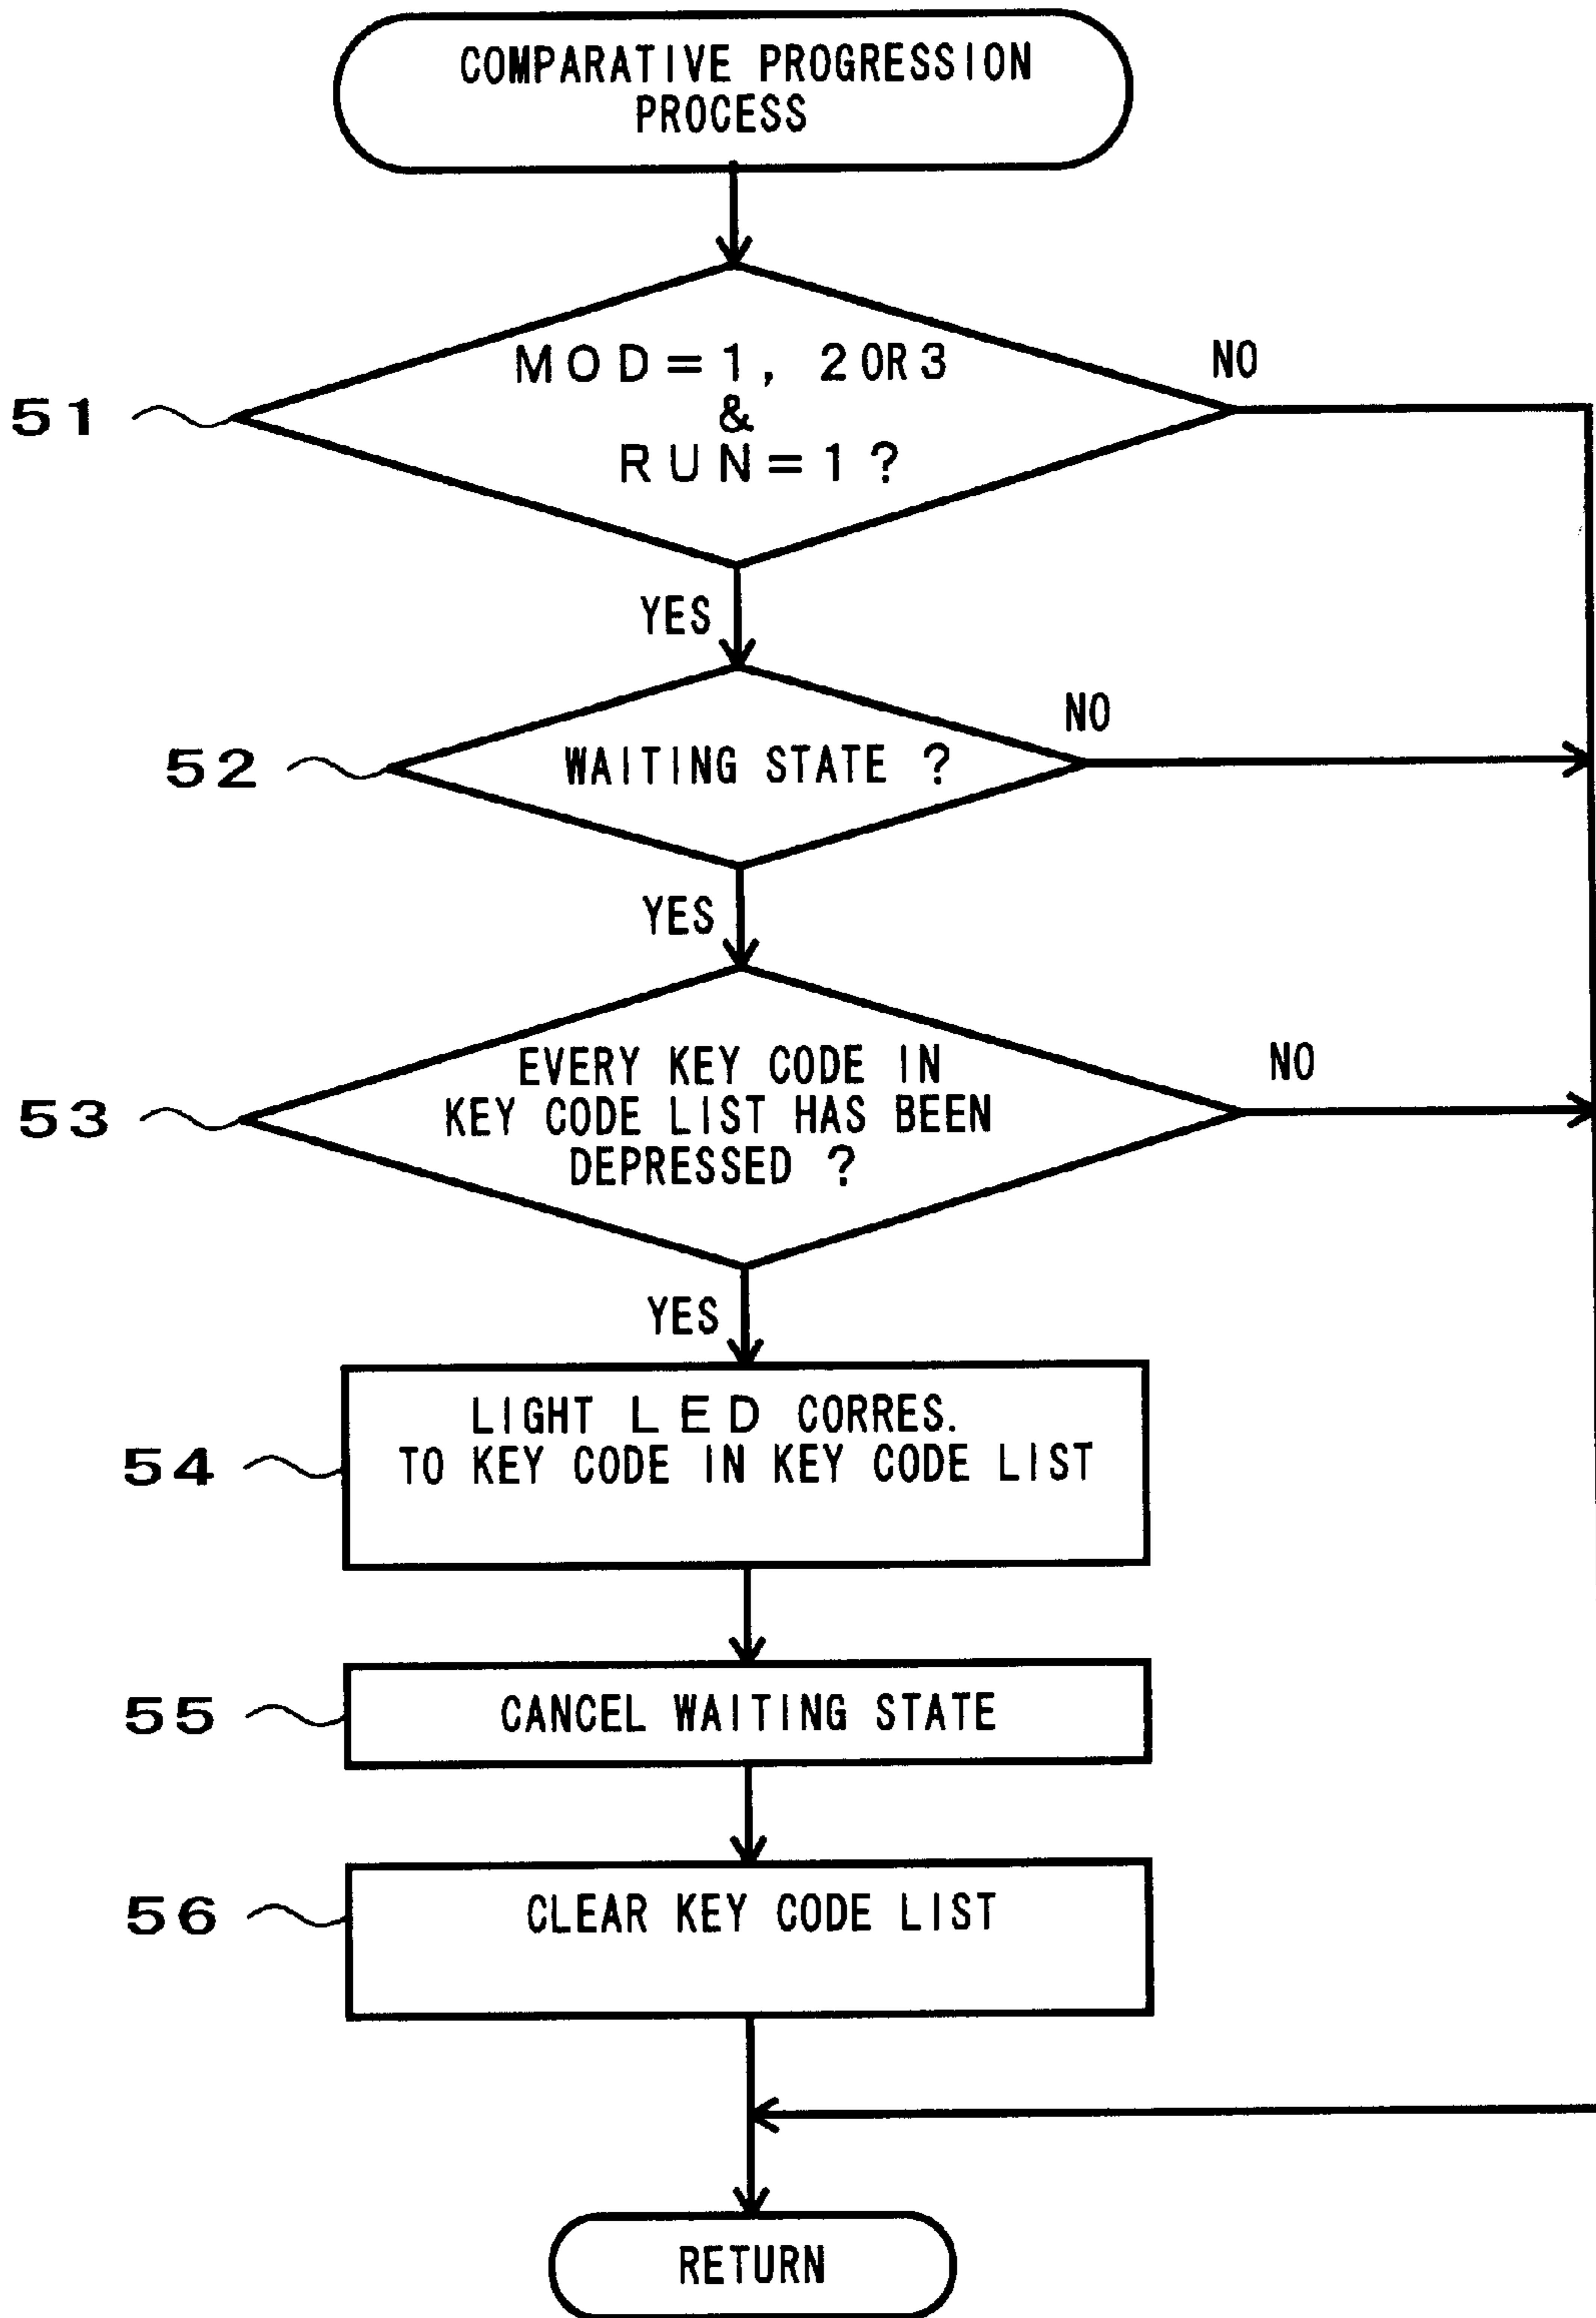 COMPARATIVE PROGRESSION
PROCESS
MOD=1, 2OR3
&
RUN=1?
NO
51
YES
52
WAITING STATE ?
NO
YES
53
EVERY KEY CODE IN
KEY CODE LIST HAS BEEN
DEPRESSED ?
NO
YES
54
LIGHT LED CORRES.
TO KEY CODE IN KEY CODE LIST
55
CANCEL WAITING STATE
56
CLEAR KEY CODE LIST
RETURN